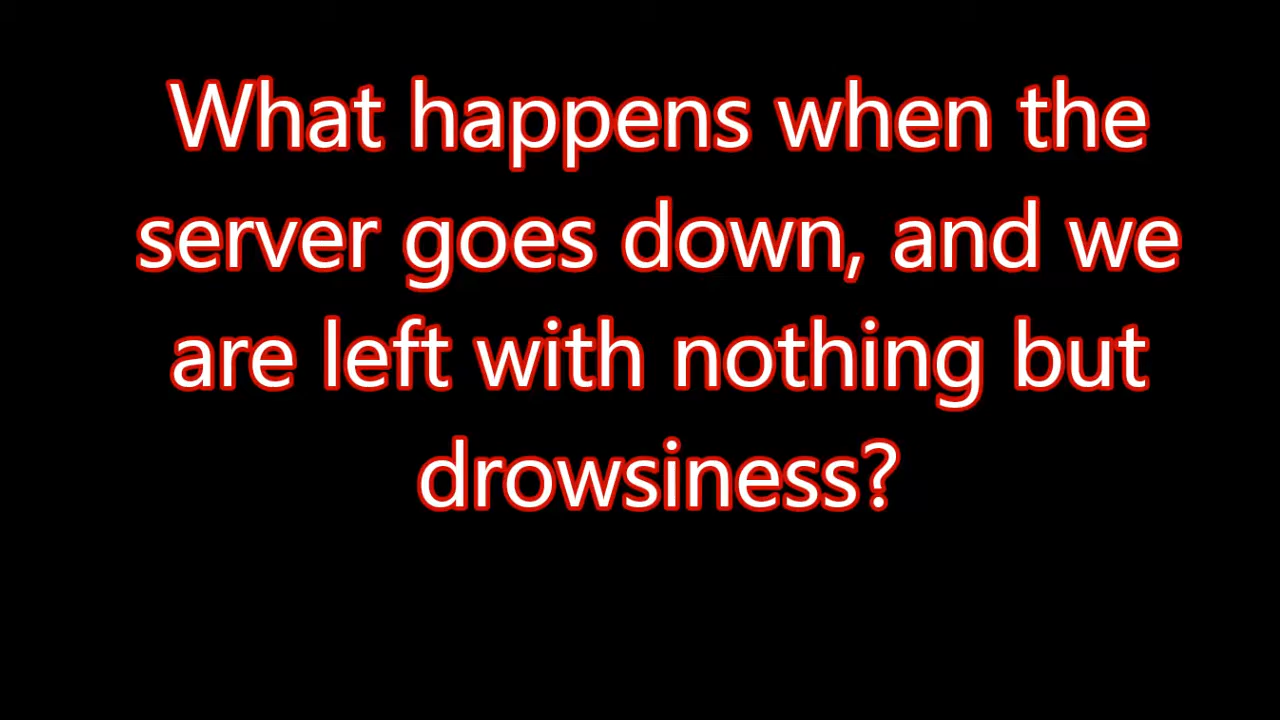 What happens when the
server goes down, and we
are left with nothing but
drowsiness?